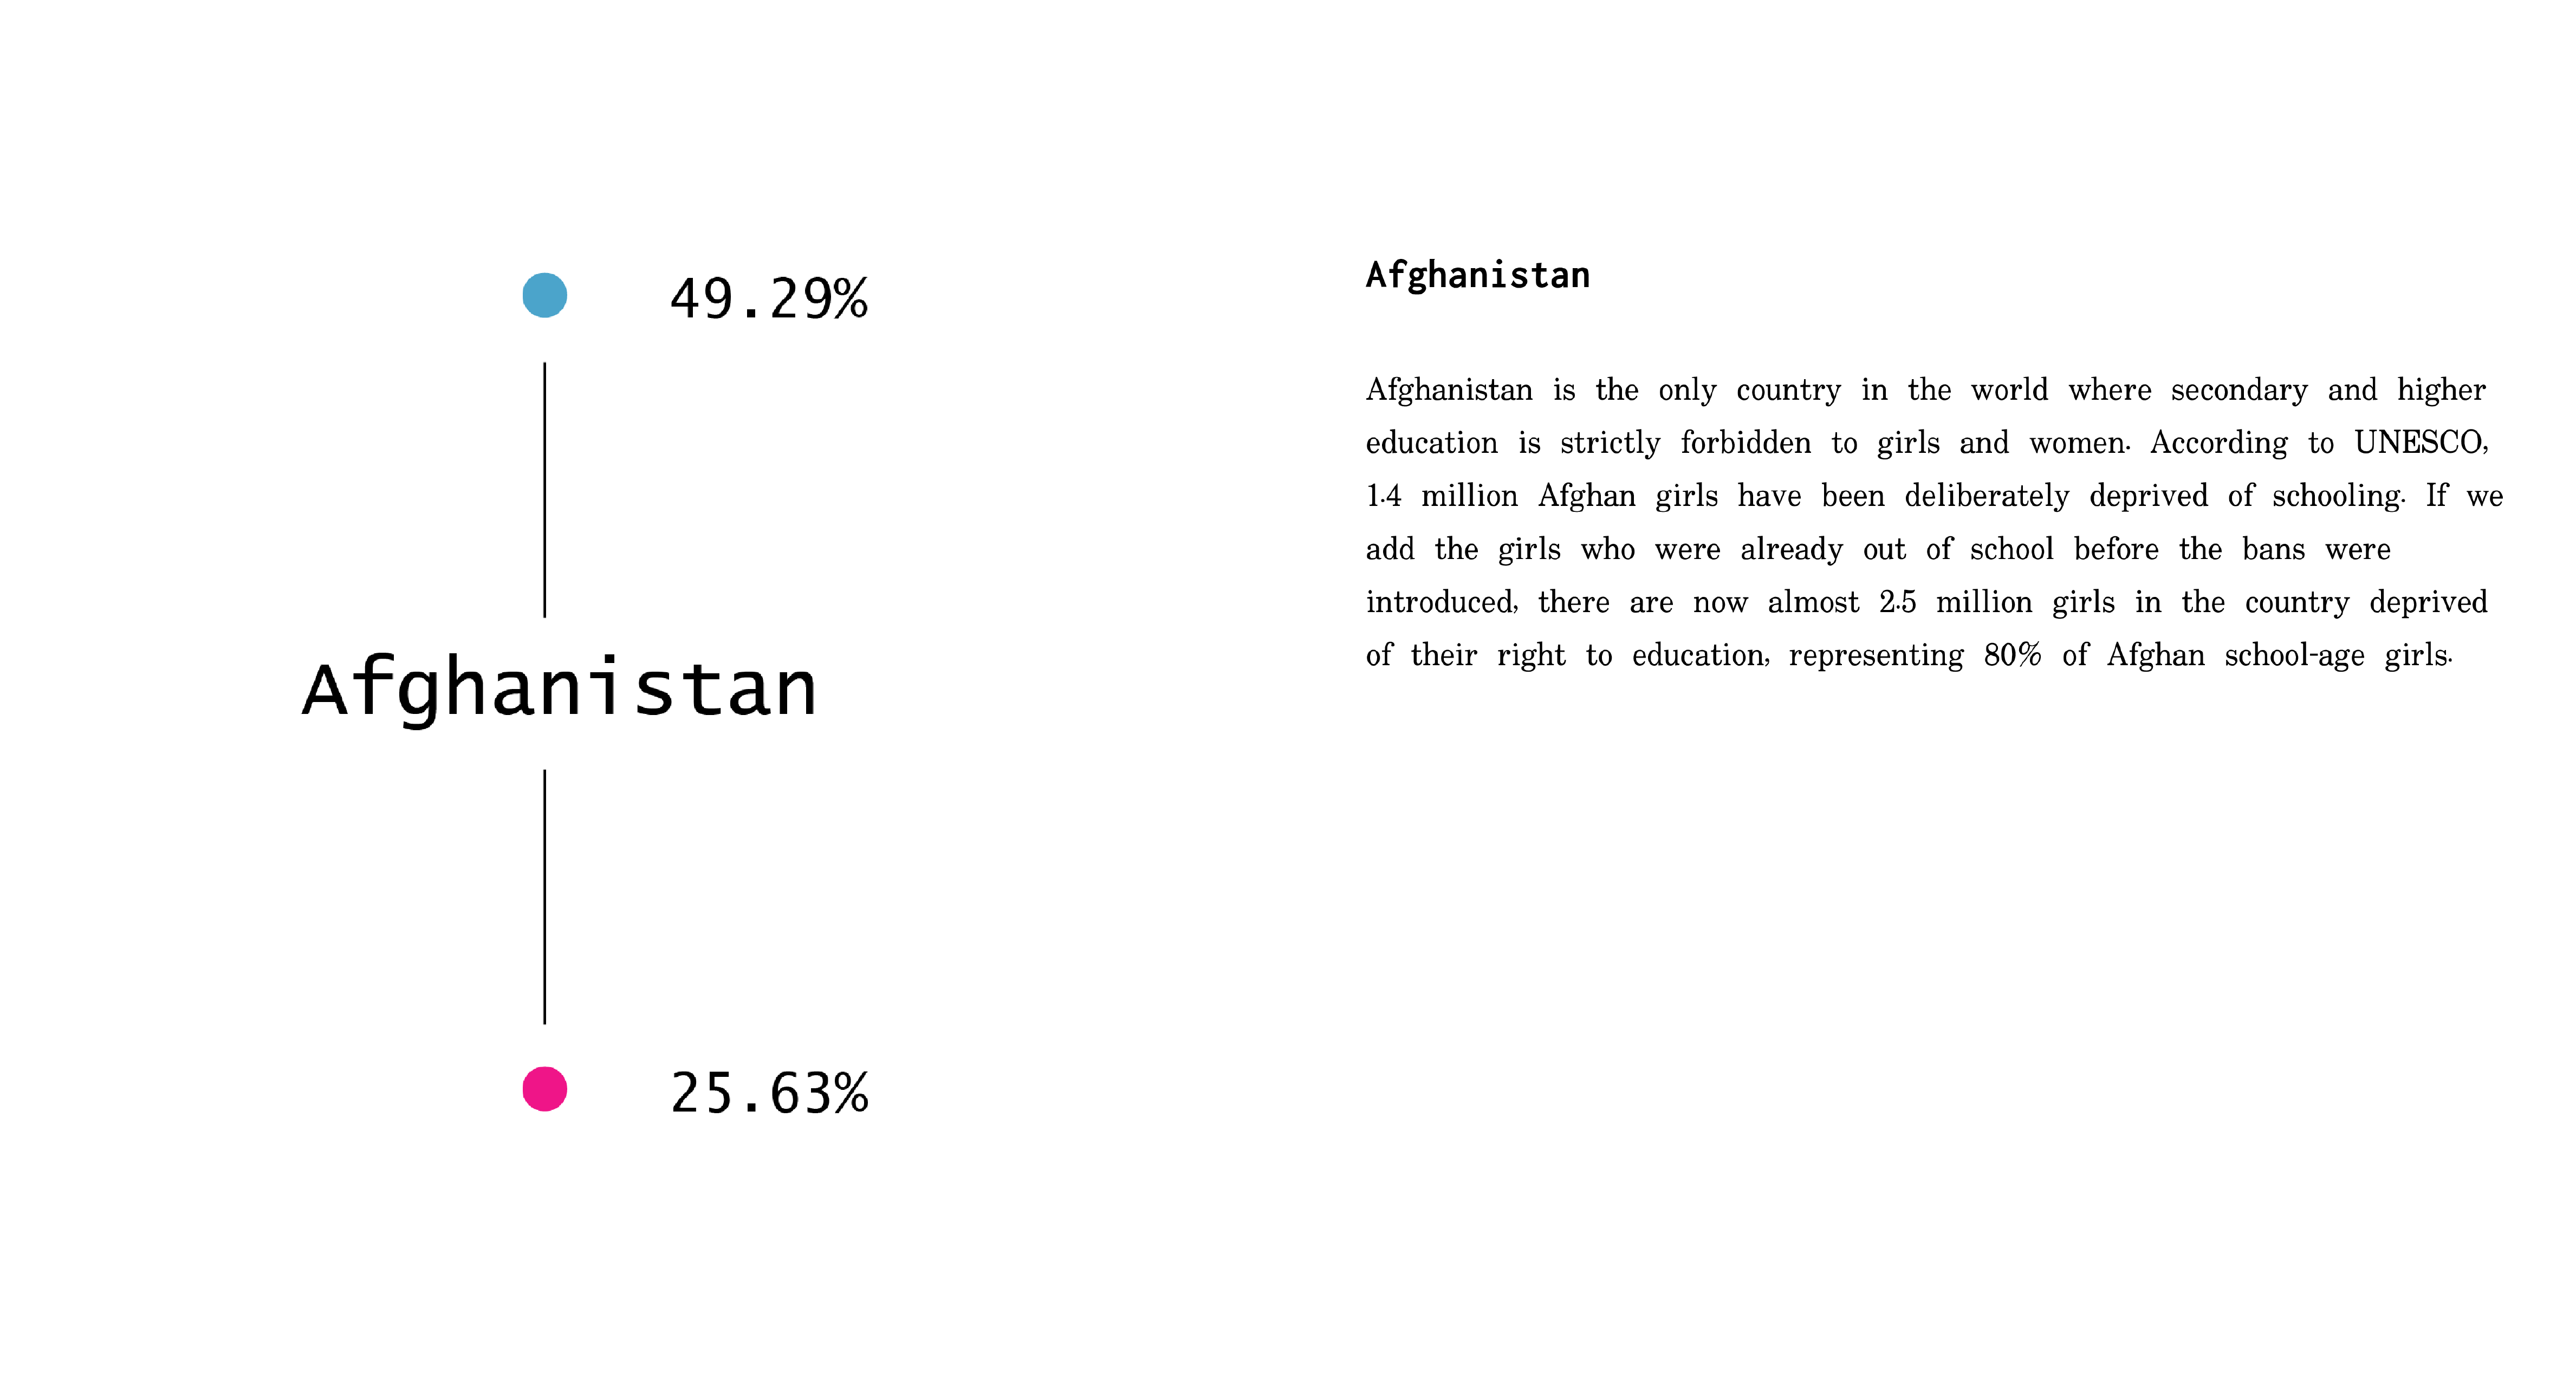 49.29%
Afghanistan
25.63%
Afghanistan
Afghanistan is the only country in the world where secondary and higher
education is strictly forbidden to girls and women. According to UNESCO,
1.4 million Afghan girls have been deliberately deprived of schooling. If we
add the girls who were already out of school before the bans were
introduced, there are now almost 2.5 million girls in the country deprived
of their right to education, representing 80% of Afghan school-age girls.